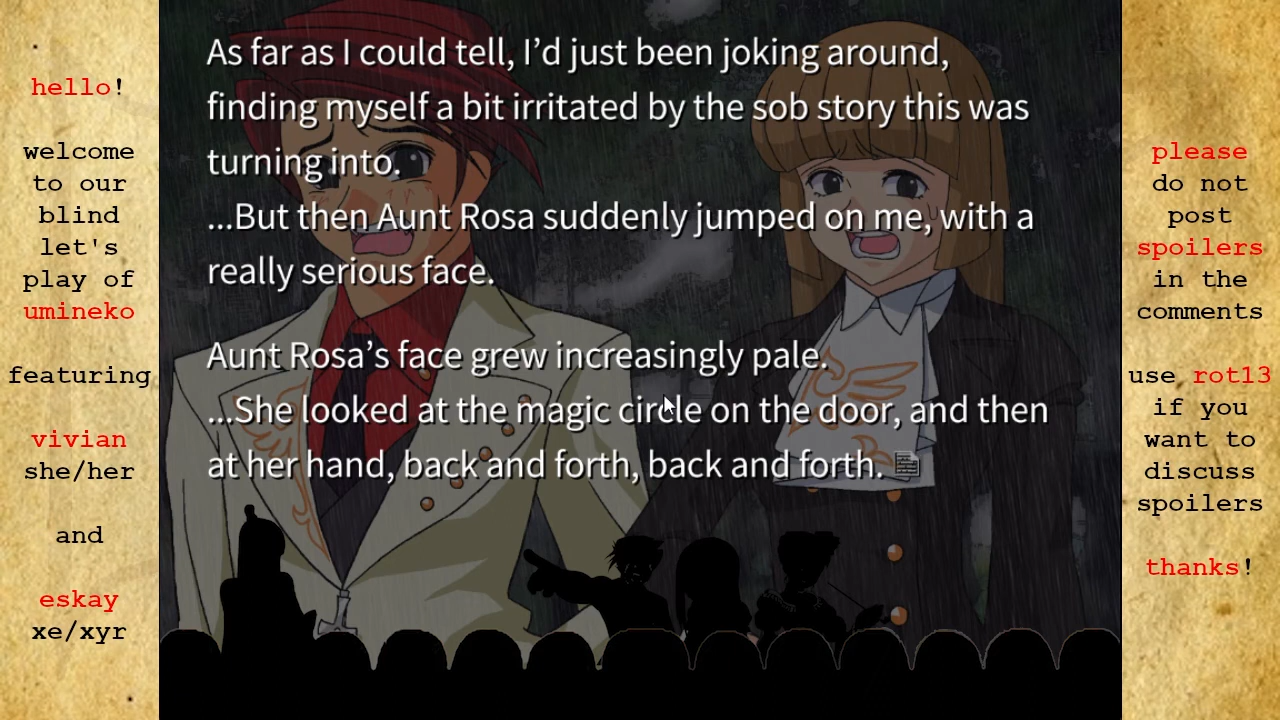 hello!
welcome
to our
blind
let's
play of
umineko
featuring
vivian
she/her
and
eskay
xe/xyr
As far as I could tell, I’d just been joking around,
finding myself a bit irritated by the sob story this was
turning into.
...But then Aunt Rosa suddenly jumped on me, with a
really serious face.
Aunt Rosa’s face grew increasingly pale.
...She looked at the magic circle on the door, and then
at her hand, back and forth, back and forth.
please
do not
post
spoilers
in the
comments
use rot13
if you
want to
discuss
spoilers
thanks!